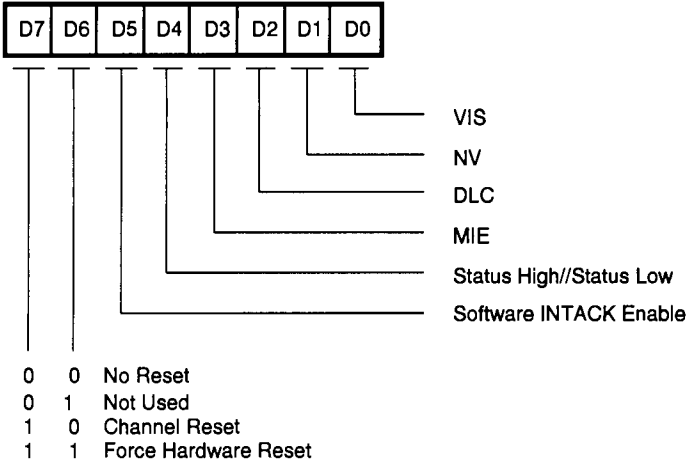 D7 D6 D5 D4 D3 D2 D1 D0
VIS
NV
DLC
MIE
Status High//Status Low
Software INTACK Enable
0 0 No Reset
0 1 Not Used
1 0 Channel Reset
1 1 Force Hardware Reset